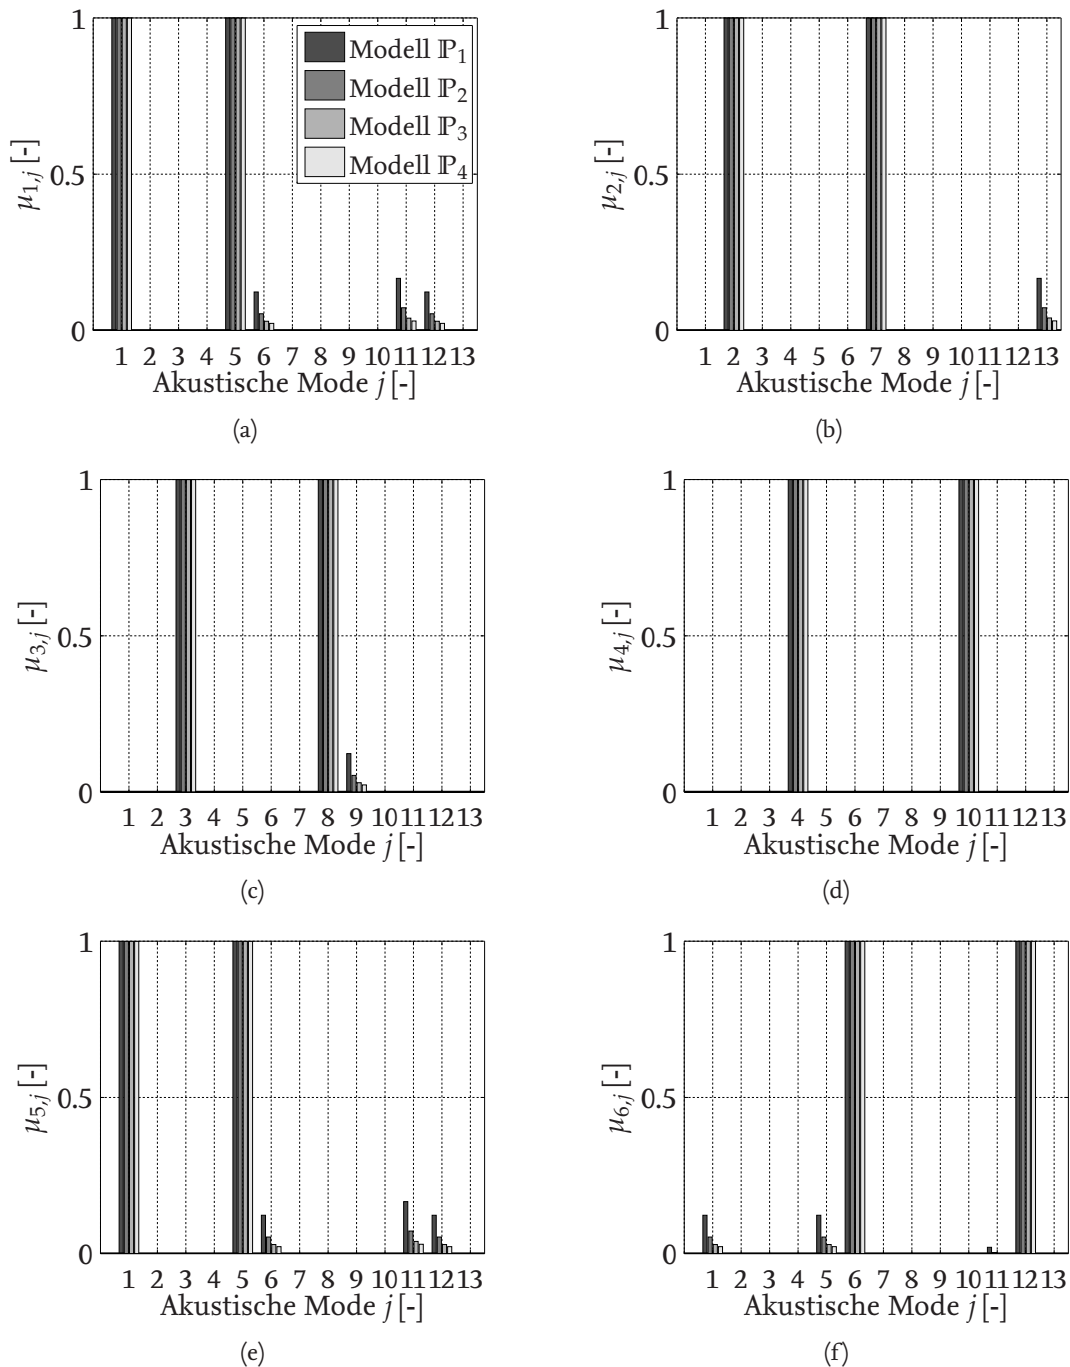 1
0.5
0
μ1,j [-]
Modell ℙ1
Modell ℙ2
Modell ℙ3
Modell ℙ4
1 2 3 4 5 6 7 8 9 10 11 12 13
Akustische Mode j [-]
(a)
1
0.5
0
μ2,j [-]
1 2 3 4 5 6 7 8 9 10 11 12 13
Akustische Mode j [-]
(b)
1
0.5
0
μ3,j [-]
1 2 3 4 5 6 7 8 9 10 11 12 13
Akustische Mode j [-]
(c)
1
0.5
0
μ4,j [-]
1 2 3 4 5 6 7 8 9 10 11 12 13
Akustische Mode j [-]
(d)
1
0.5
0
μ5,j [-]
1 2 3 4 5 6 7 8 9 10 11 12 13
Akustische Mode j [-]
(e)
1
0.5
0
μ6,j [-]
1 2 3 4 5 6 7 8 9 10 11 12 13
Akustische Mode j [-]
(f)